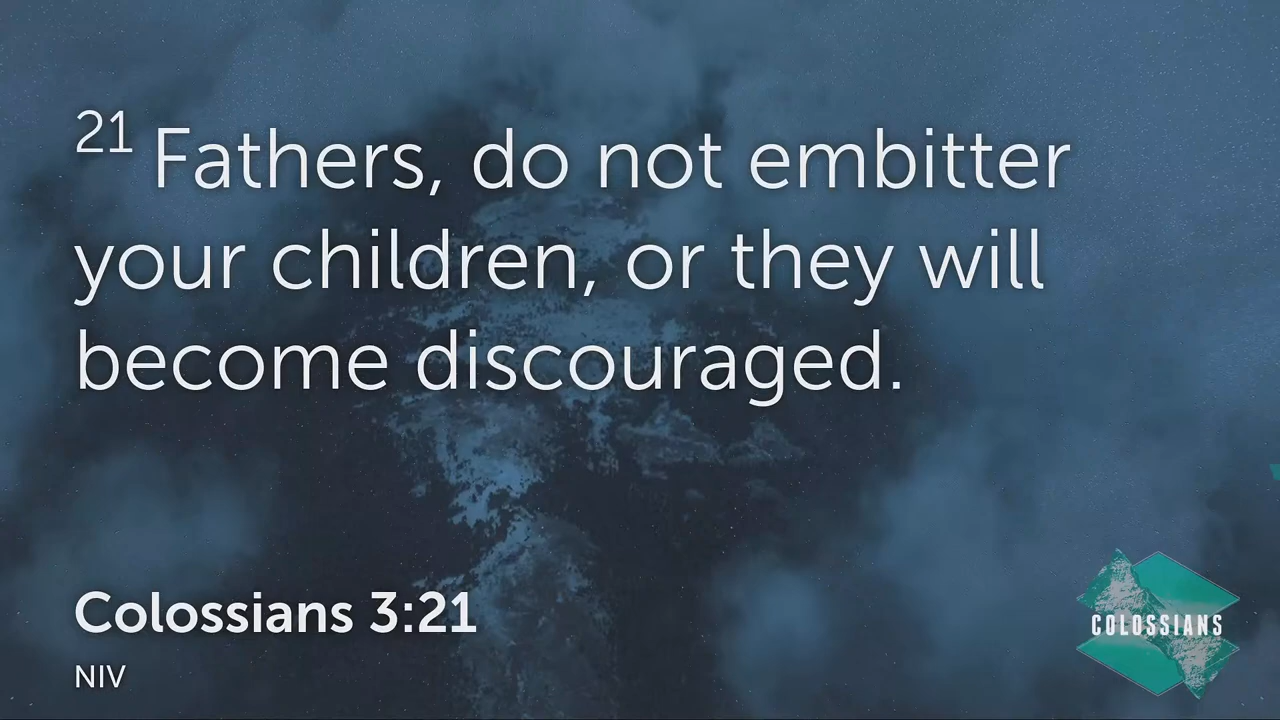 21 Fathers, do not embitter
your children, or they will
become discouraged.
Colossians 3:21
NIV
COLOSSIANS